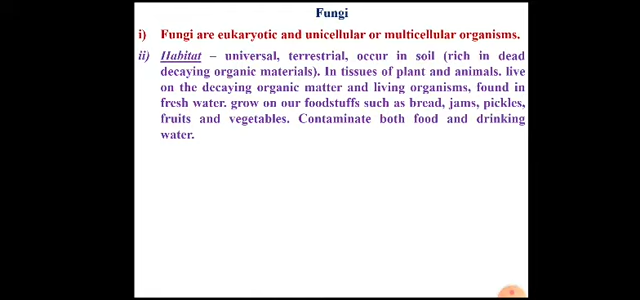 Fungi
i) Fungi are eukaryotic and unicellular or multicellular organisms.
ii) Habitat – universal, terrestrial, occur in soil (rich in dead
decaying organic materials). In tissues of plant and animals. live
on the decaying organic matter and living organisms, found in
fresh water. grow on our foodstuffs such as bread, jams, pickles,
fruits and vegetables. Contaminate both food and drinking
water.